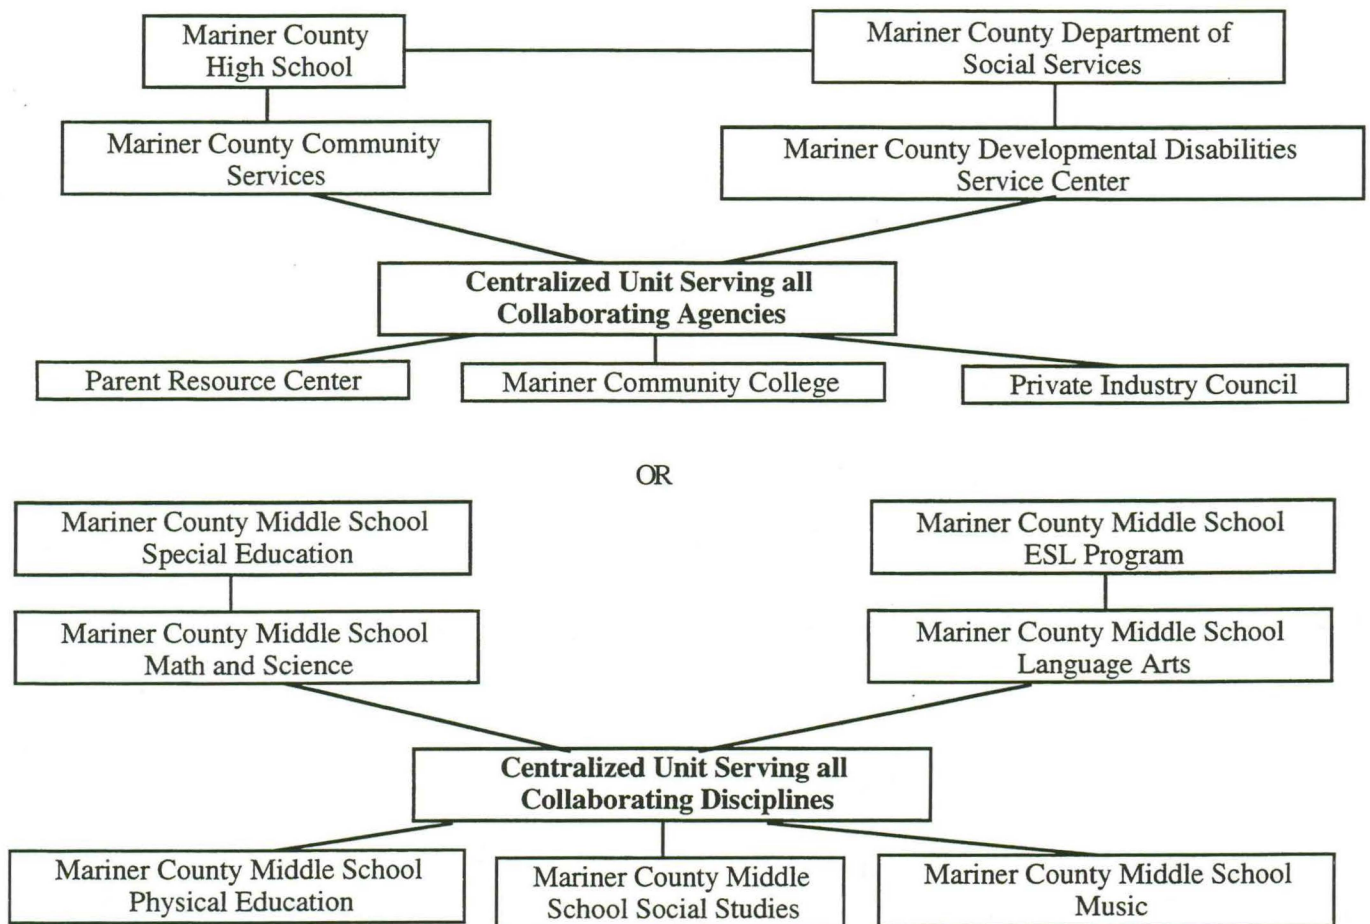 Mariner County
High School
Mariner County Department of
Social Services
Mariner County Community
Services
Mariner County Developmental Disabilities
Service Center
Centralized Unit Serving all
Collaborating Agencies
Parent Resource Center
Mariner Community College
Private Industry Council
OR
Mariner County Middle School
Special Education
Mariner County Middle School
ESL Program
Mariner County Middle School
Math and Science
Mariner County Middle School
Language Arts
Centralized Unit Serving all
Collaborating Disciplines
Mariner County Middle School
Physical Education
Mariner County Middle
School Social Studies
Mariner County Middle School
Music